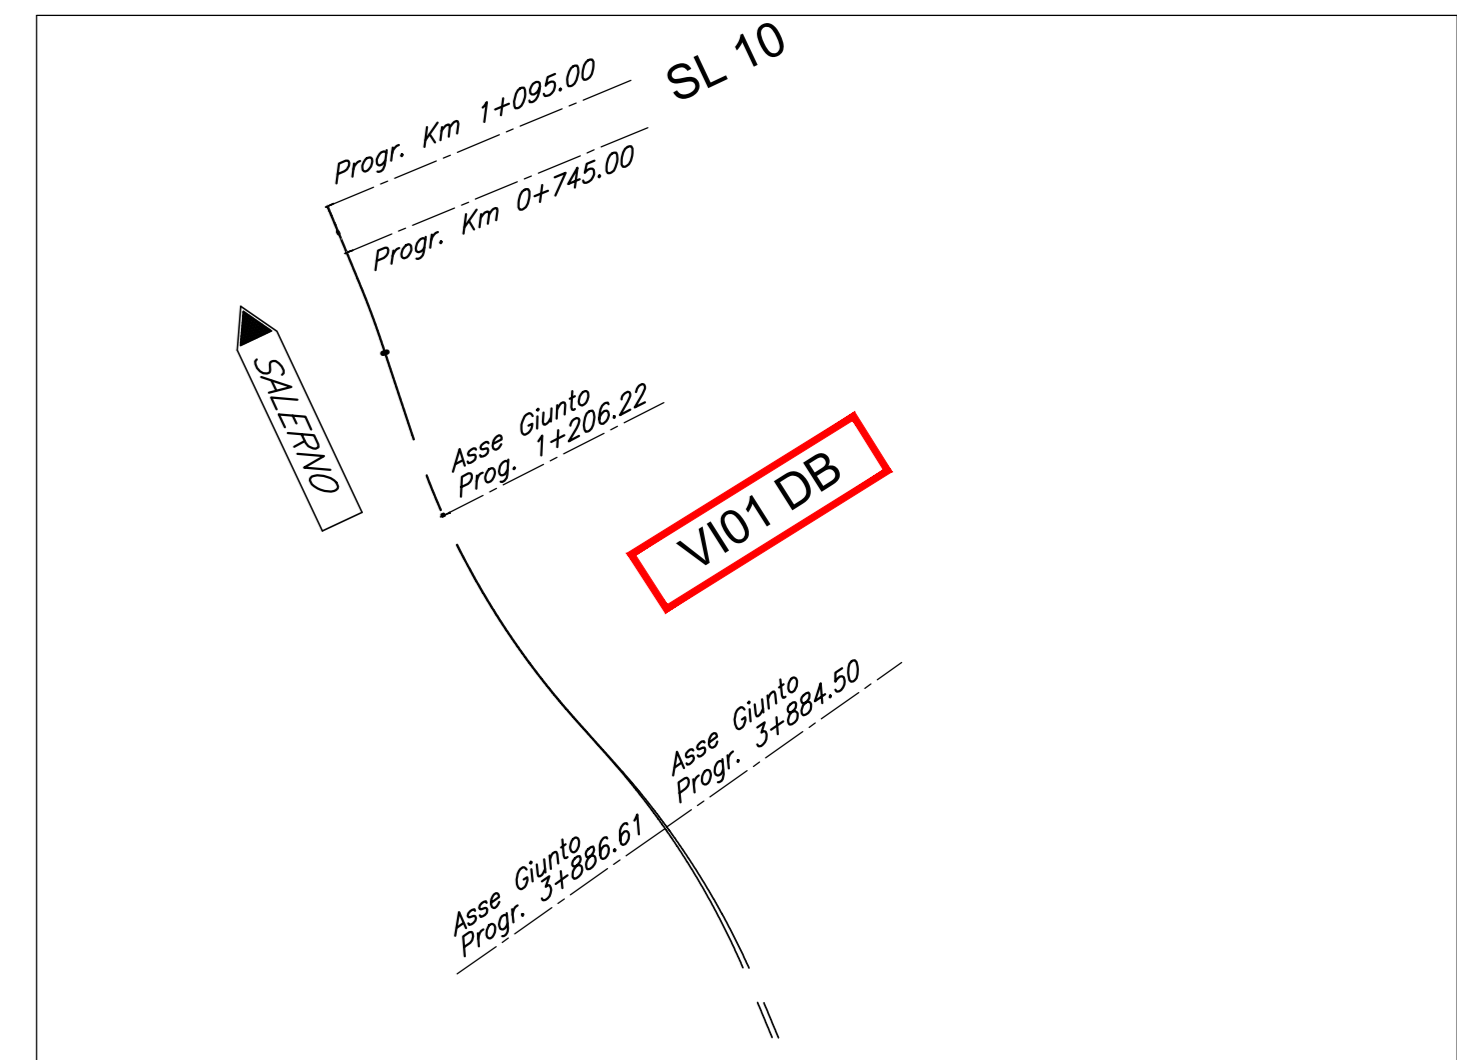 SL 10
Progr. Km 1+095.00
Progr. Km 0+745.00
SALERNO
Asse Giunto
Prog. 1+206.22
VI01 DB
Asse Giunto
Progr. 3+884.50
Asse Giunto
Progr. 3+886.61